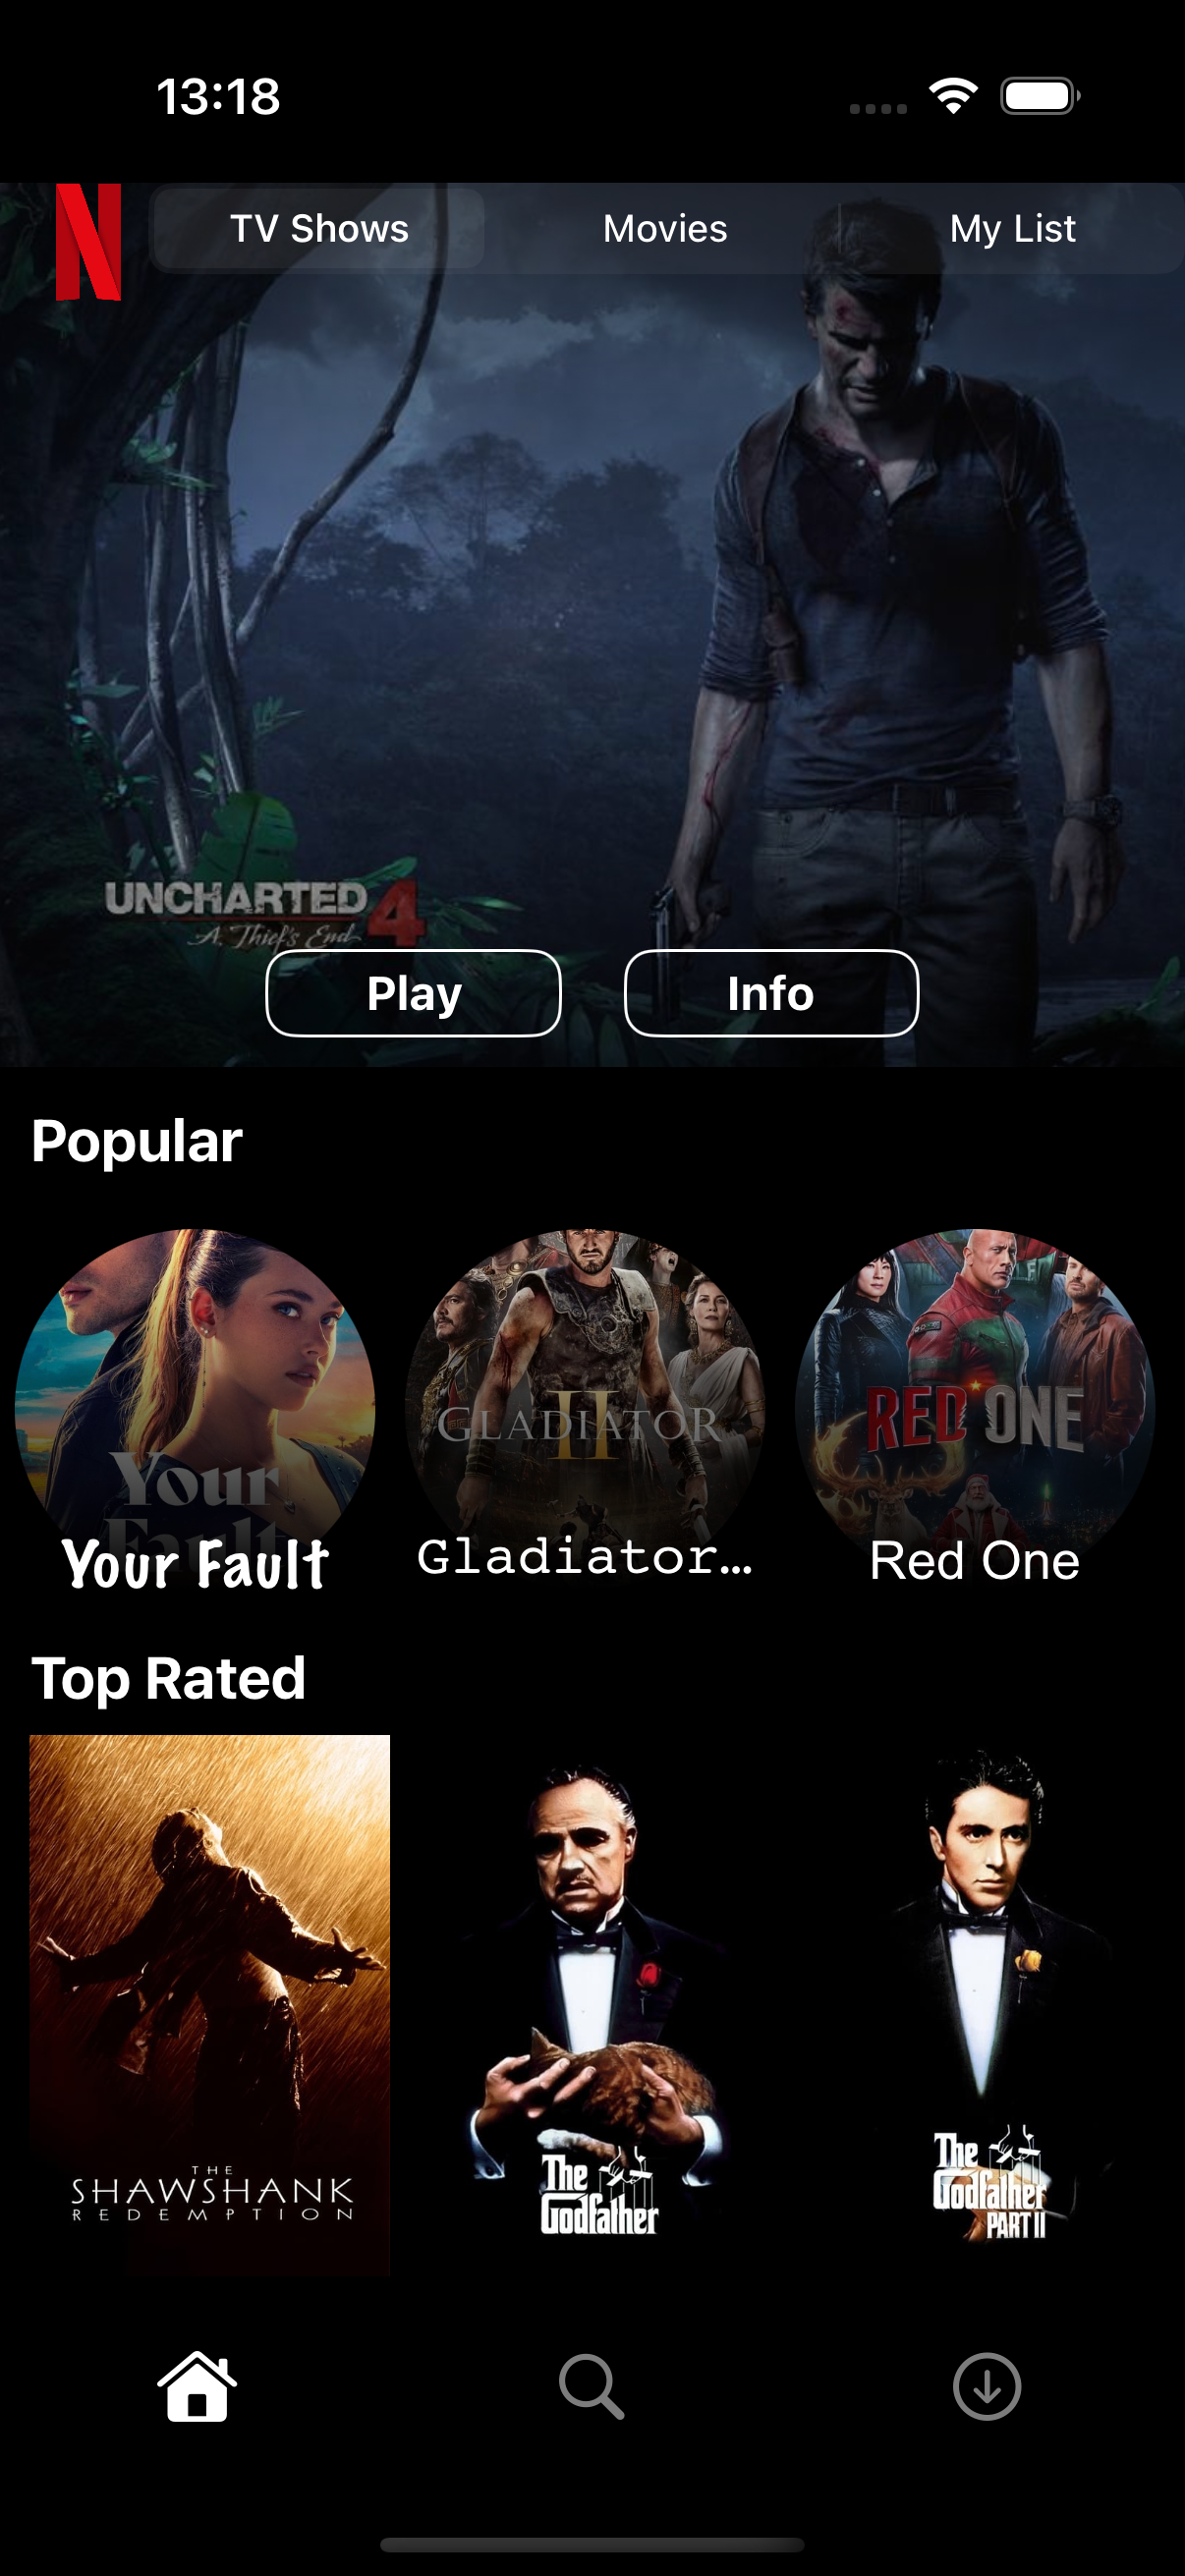 13:18
N
TV Shows
Movies
My List
UNCHARTED 4
A Thief's End
Play
Info
Popular
Your
Fault
GLADIATOR
II
RED ONE
Your Fault
Gladiator...
Red One
Top Rated
THE
SHAWSHANK
REDEMPTION
The
Godfather
The
Godfather
PART II